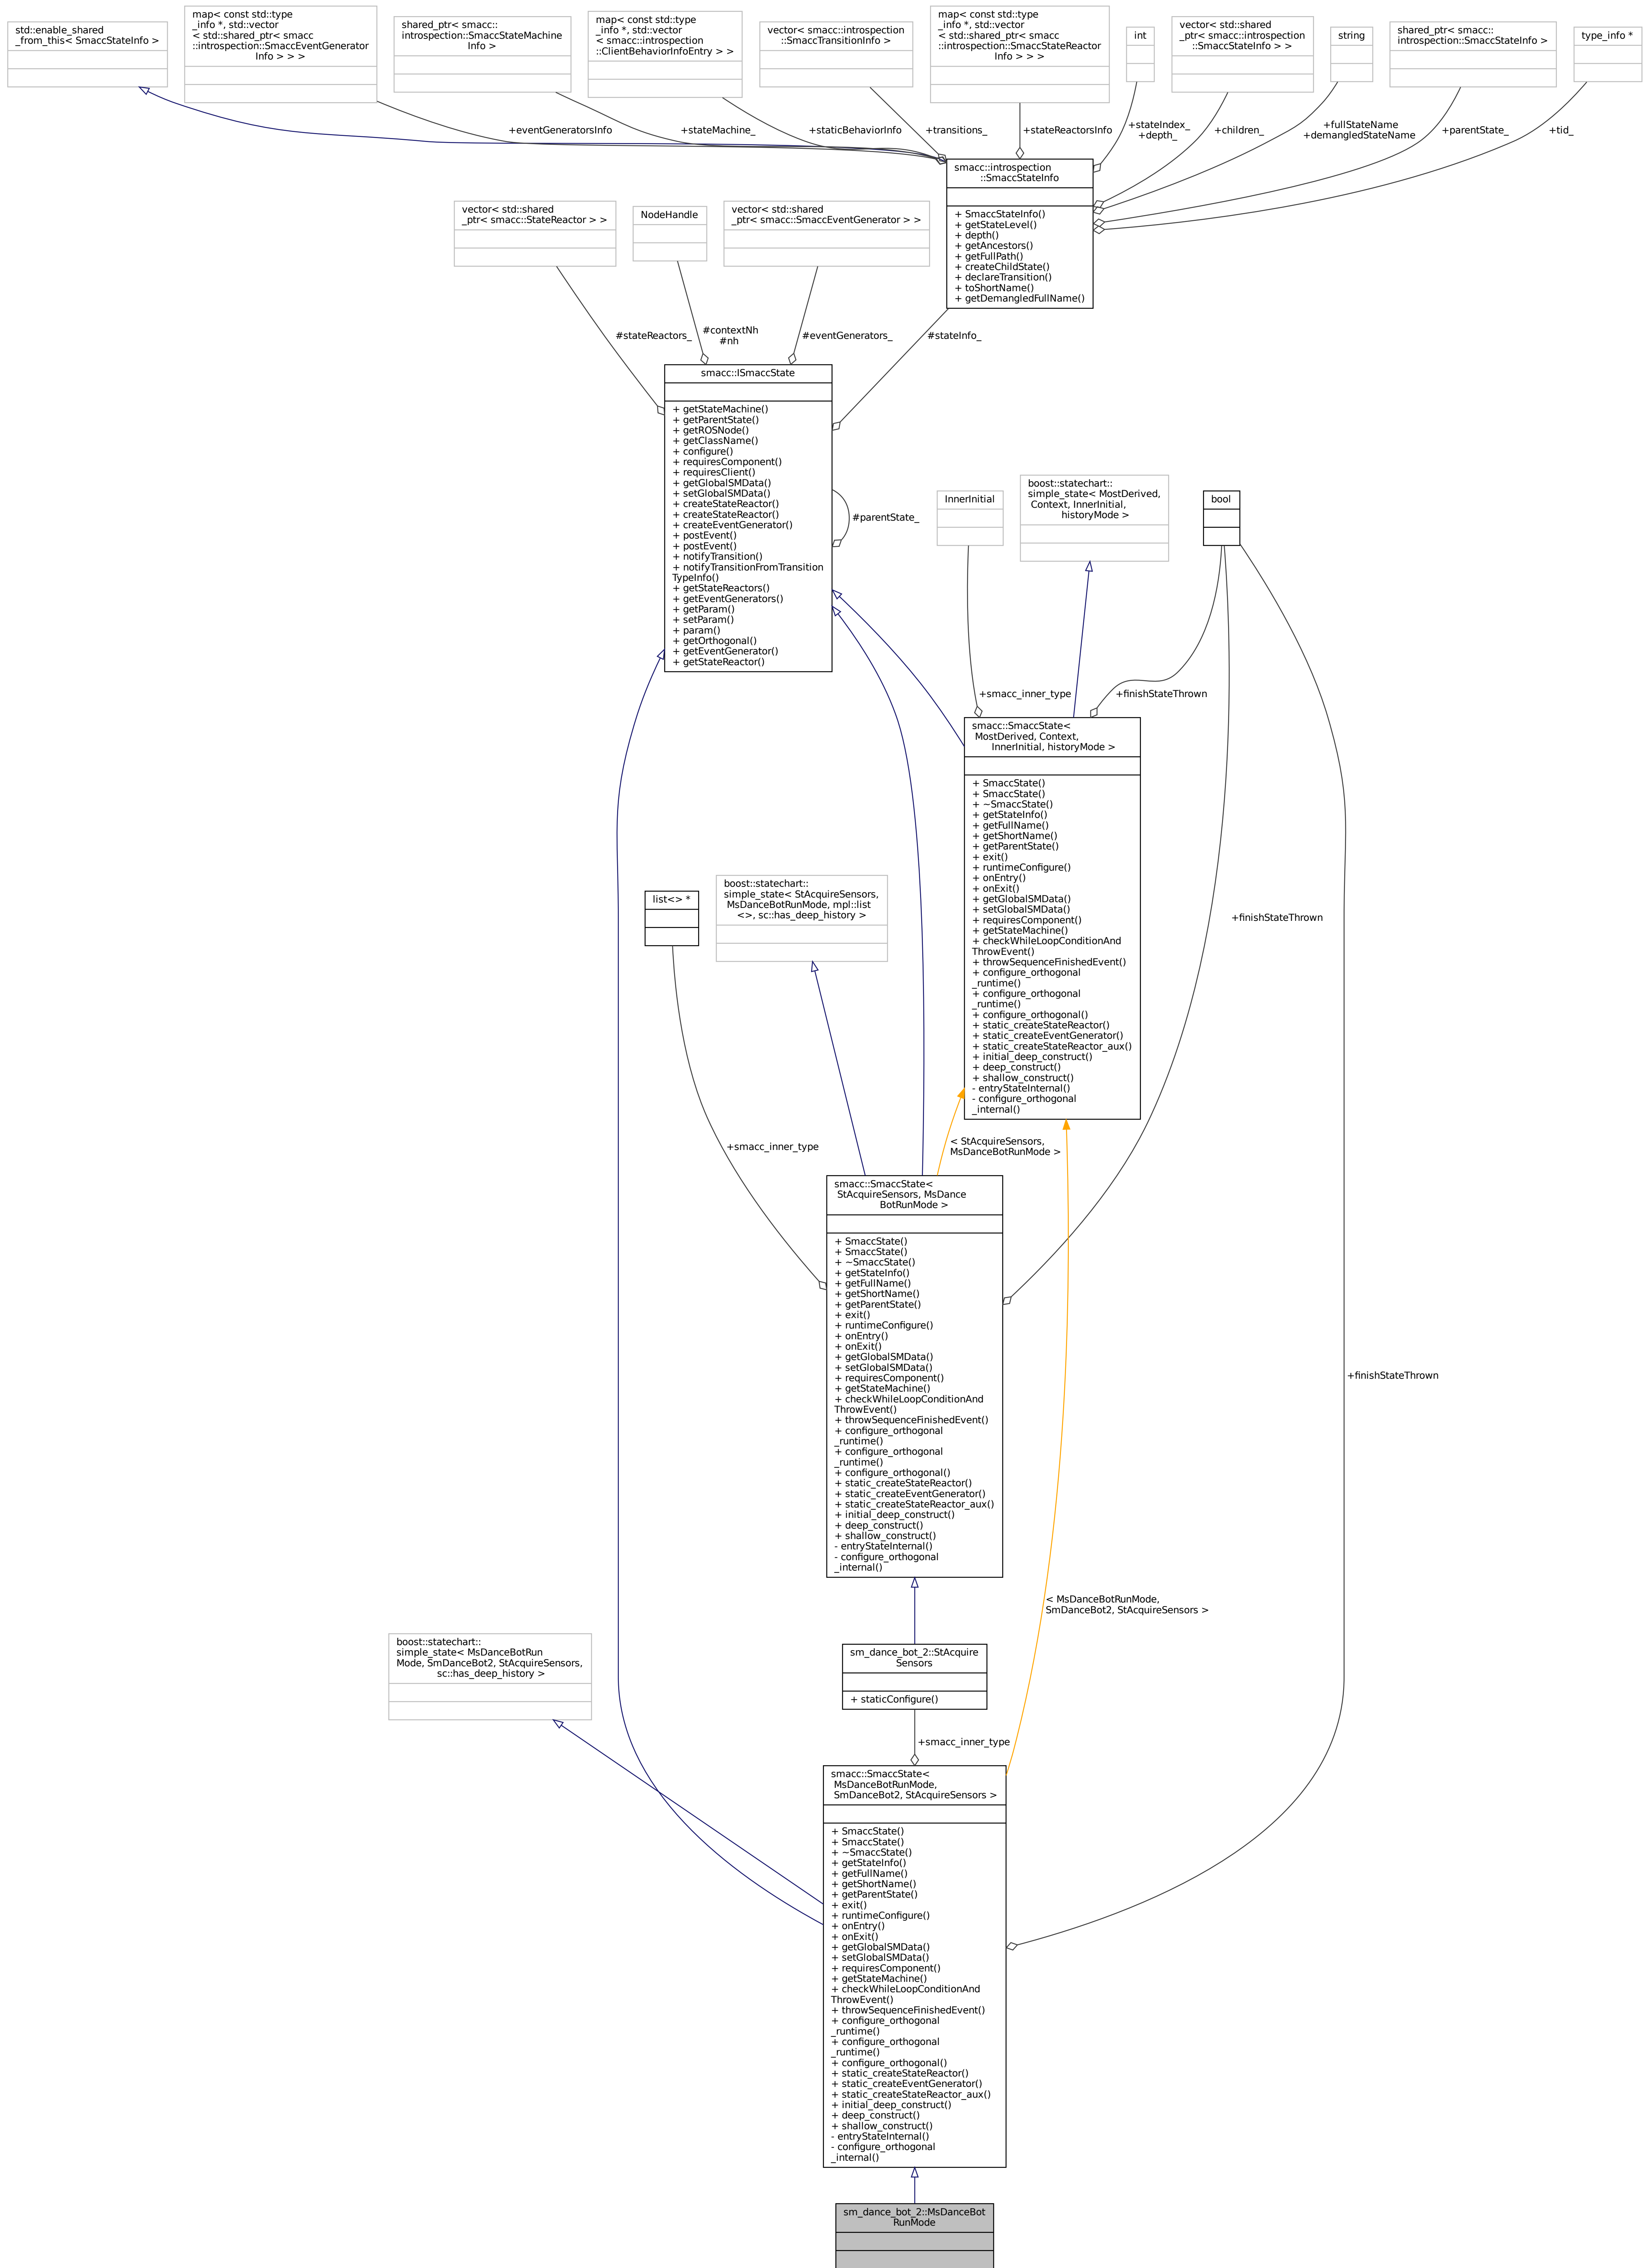 std::enable_shared
_from_this< SmaccStateInfo >
map< const std::type
_info *, std::vector
< std::shared_ptr< smacc
::introspection::SmaccEventGenerator
Info > > >
shared_ptr< smacc::
introspection::SmaccStateMachine
Info >
map< const std::type
_info *, std::vector
< smacc::introspection
::ClientBehaviorInfoEntry > >
vector< smacc::introspection
::SmaccTransitionInfo >
map< const std::type
_info *, std::vector
< std::shared_ptr< smacc
::introspection::SmaccStateReactor
Info > > >
int
vector< std::shared
_ptr< smacc::introspection
::SmaccStateInfo > >
string
shared_ptr< smacc::
introspection::SmaccStateInfo >
type_info *
+eventGeneratorsInfo
+stateMachine_
+staticBehaviorInfo
+transitions_
+stateReactorsInfo
+stateIndex_
+depth_
+children_
+fullStateName
+demangledStateName
+parentState_
+tid_
smacc::introspection
::SmaccStateInfo
+ SmaccStateInfo()
+ getStateLevel()
+ depth()
+ getAncestors()
+ getFullPath()
+ createChildState()
+ declareTransition()
+ toShortName()
+ getDemangledFullName()
vector< std::shared
_ptr< smacc::StateReactor > >
NodeHandle
vector< std::shared
_ptr< smacc::SmaccEventGenerator > >
#stateReactors_
#contextNh
#nh
#eventGenerators_
#stateInfo_
smacc::ISmaccState
+ getStateMachine()
+ getParentState()
+ getROSNode()
+ getClassName()
+ configure()
+ requiresComponent()
+ requiresClient()
+ getGlobalSMData()
+ setGlobalSMData()
+ createStateReactor()
+ createStateReactor()
+ createEventGenerator()
+ postEvent()
+ postEvent()
+ notifyTransition()
+ notifyTransitionFromTransition
TypeInfo()
+ getStateReactors()
+ getEventGenerators()
+ getParam()
+ setParam()
+ param()
+ getOrthogonal()
+ getEventGenerator()
+ getStateReactor()
#parentState_
InnerInitial
boost::statechart::
simple_state< MostDerived,
Context, InnerInitial,
historyMode >
bool
+smacc_inner_type
+finishStateThrown
smacc::SmaccState<
MostDerived, Context,
InnerInitial, historyMode >
+ SmaccState()
+ SmaccState()
+ ~SmaccState()
+ getStateInfo()
+ getFullName()
+ getShortName()
+ getParentState()
+ exit()
+ runtimeConfigure()
+ onEntry()
+ onExit()
+ getGlobalSMData()
+ setGlobalSMData()
+ requiresComponent()
+ getStateMachine()
+ checkWhileLoopConditionAnd
ThrowEvent()
+ throwSequenceFinishedEvent()
+ configure_orthogonal
_runtime()
+ configure_orthogonal
_runtime()
+ configure_orthogonal()
+ static_createStateReactor()
+ static_createEventGenerator()
+ static_createStateReactor_aux()
+ initial_deep_construct()
+ deep_construct()
+ shallow_construct()
- entryStateInternal()
- configure_orthogonal
_internal()
list<> *
boost::statechart::
simple_state< StAcquireSensors,
MsDanceBotRunMode, mpl::list
<>, sc::has_deep_history >
+finishStateThrown
+smacc_inner_type
< StAcquireSensors,
MsDanceBotRunMode >
smacc::SmaccState<
StAcquireSensors, MsDance
BotRunMode >
+ SmaccState()
+ SmaccState()
+ ~SmaccState()
+ getStateInfo()
+ getFullName()
+ getShortName()
+ getParentState()
+ exit()
+ runtimeConfigure()
+ onEntry()
+ onExit()
+ getGlobalSMData()
+ setGlobalSMData()
+ requiresComponent()
+ getStateMachine()
+ checkWhileLoopConditionAnd
ThrowEvent()
+ throwSequenceFinishedEvent()
+ configure_orthogonal
_runtime()
+ configure_orthogonal
_runtime()
+ configure_orthogonal()
+ static_createStateReactor()
+ static_createEventGenerator()
+ static_createStateReactor_aux()
+ initial_deep_construct()
+ deep_construct()
+ shallow_construct()
- entryStateInternal()
- configure_orthogonal
_internal()
+finishStateThrown
< MsDanceBotRunMode,
SmDanceBot2, StAcquireSensors >
boost::statechart::
simple_state< MsDanceBotRun
Mode, SmDanceBot2, StAcquireSensors,
sc::has_deep_history >
sm_dance_bot_2::StAcquire
Sensors
+ staticConfigure()
+smacc_inner_type
smacc::SmaccState<
MsDanceBotRunMode,
SmDanceBot2, StAcquireSensors >
+ SmaccState()
+ SmaccState()
+ ~SmaccState()
+ getStateInfo()
+ getFullName()
+ getShortName()
+ getParentState()
+ exit()
+ runtimeConfigure()
+ onEntry()
+ onExit()
+ getGlobalSMData()
+ setGlobalSMData()
+ requiresComponent()
+ getStateMachine()
+ checkWhileLoopConditionAnd
ThrowEvent()
+ throwSequenceFinishedEvent()
+ configure_orthogonal
_runtime()
+ configure_orthogonal
_runtime()
+ configure_orthogonal()
+ static_createStateReactor()
+ static_createEventGenerator()
+ static_createStateReactor_aux()
+ initial_deep_construct()
+ deep_construct()
+ shallow_construct()
- entryStateInternal()
- configure_orthogonal
_internal()
sm_dance_bot_2::MsDanceBot
RunMode